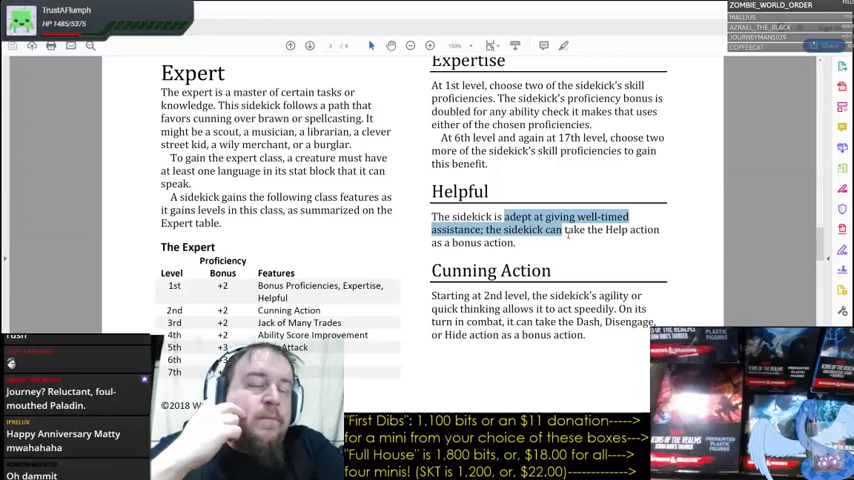 TrustAFlumph
HP 1485/5375
ZOMBIE_WORLD_ORDER
MALLIUS
AZRAEL_THE_BLACK
JOURNEYMAN1029
COFFEECAT
Share
3 / 6
150%
Expert
The expert is a master of certain tasks or
knowledge. This sidekick follows a path that
favors cunning over brawn or spellcasting. It
might be a scout, a musician, a librarian, a clever
street kid, a wily merchant, or a burglar.
To gain the expert class, a creature must have
at least one language in its stat block that it can
speak.
A sidekick gains the following class features as
it gains levels in this class, as summarized on the
Expert table.
The Expert
Proficiency
Level Bonus Features
1st +2 Bonus Proficiencies, Expertise,
Helpful
2nd +2 Cunning Action
3rd +2 Jack of Many Trades
4th +2 Ability Score Improvement
5th +3 Attack
6th
7th
©2018 W
Expertise
At 1st level, choose two of the sidekick's skill
proficiencies. The sidekick's proficiency bonus is
doubled for any ability check it makes that uses
either of the chosen proficiencies.
At 6th level and again at 17th level, choose two
more of the sidekick's skill proficiencies to gain
this benefit.
Helpful
The sidekick is adept at giving well-timed
assistance; the sidekick can take the Help action
as a bonus action.
Cunning Action
Starting at 2nd level, the sidekick's agility or
quick thinking allows it to act speedily. On its
turn in combat, it can take the Dash, Disengage,
or Hide action as a bonus action.
Journey? Reluctant, foul-
mouthed Paladin.
IPRELUX
Happy Anniversary Matty
mwahahaha
Oh dammit
"First Dibs": 1,100 bits or an $11 donation----->
for a mini from your choice of these boxes--->
"Full House" is 1,800 bits, or $18.00 for all---->
four minis! (SKT is 1,200, or, $22.00)------------->
ICONS OF THE REALMS
PREPAINTED
PLASTIC
FIGURES